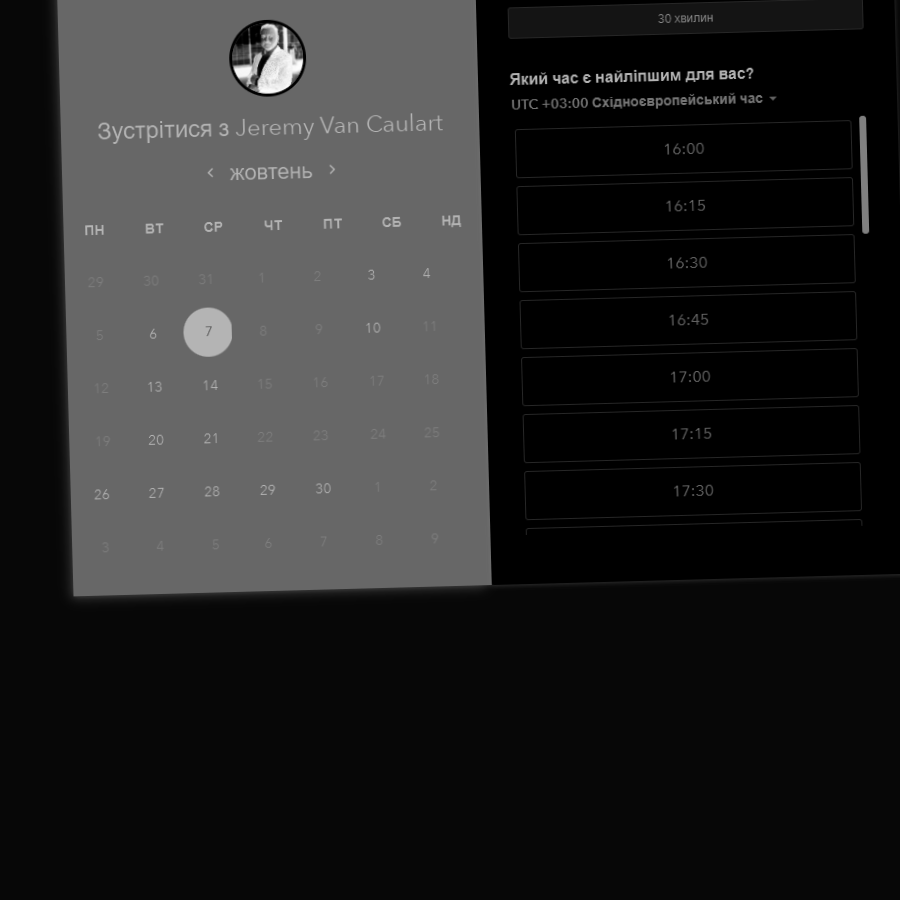 Зустрітися з Jeremy Van Caulart
жовтень
ПН ВТ СР ЧТ ПТ СБ НД
29 30 31 1 2 3 4
5 6 7 8 9 10 11
12 13 14 15 16 17 18
19 20 21 22 23 24 25
26 27 28 29 30 1 2
3 4 5 6 7 8 9
30 хвилин
Який час є найліпшим для вас?
UTC +03:00 Східноєвропейський час
16:00
16:15
16:30
16:45
17:00
17:15
17:30